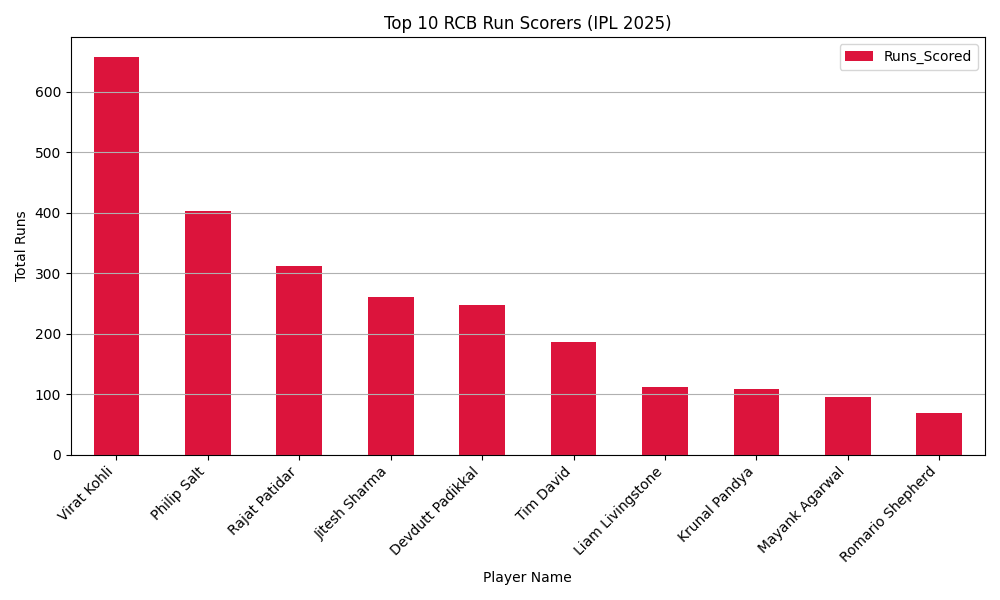 Top 10 RCB Run Scorers (IPL 2025)
Runs_Scored
Total Runs
600
500
400
300
200
100
0
Virat Kohli
Philip Salt
Rajat Patidar
Jitesh Sharma
Devdutt Padikkal
Tim David
Liam Livingstone
Krunal Pandya
Mayank Agarwal
Romario Shepherd
Player Name